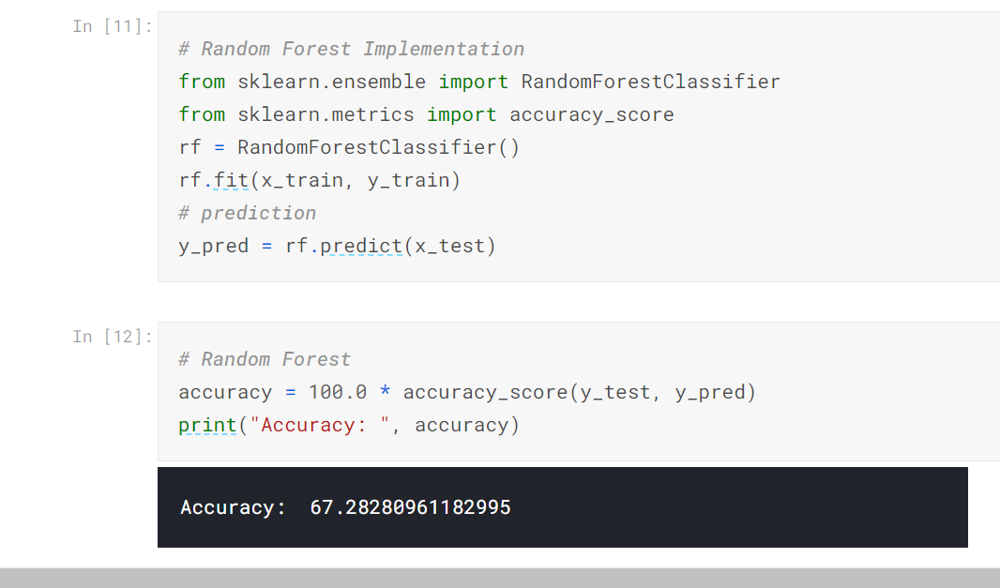 In [11]:
# Random Forest Implementation
from sklearn.ensemble import RandomForestClassifier
from sklearn.metrics import accuracy_score
rf = RandomForestClassifier()
rf.fit(x_train, y_train)
# prediction
y_pred = rf.predict(x_test)
In [12]:
# Random Forest
accuracy = 100.0 * accuracy_score(y_test, y_pred)
print("Accuracy: ", accuracy)
Accuracy:  67.28280961182995